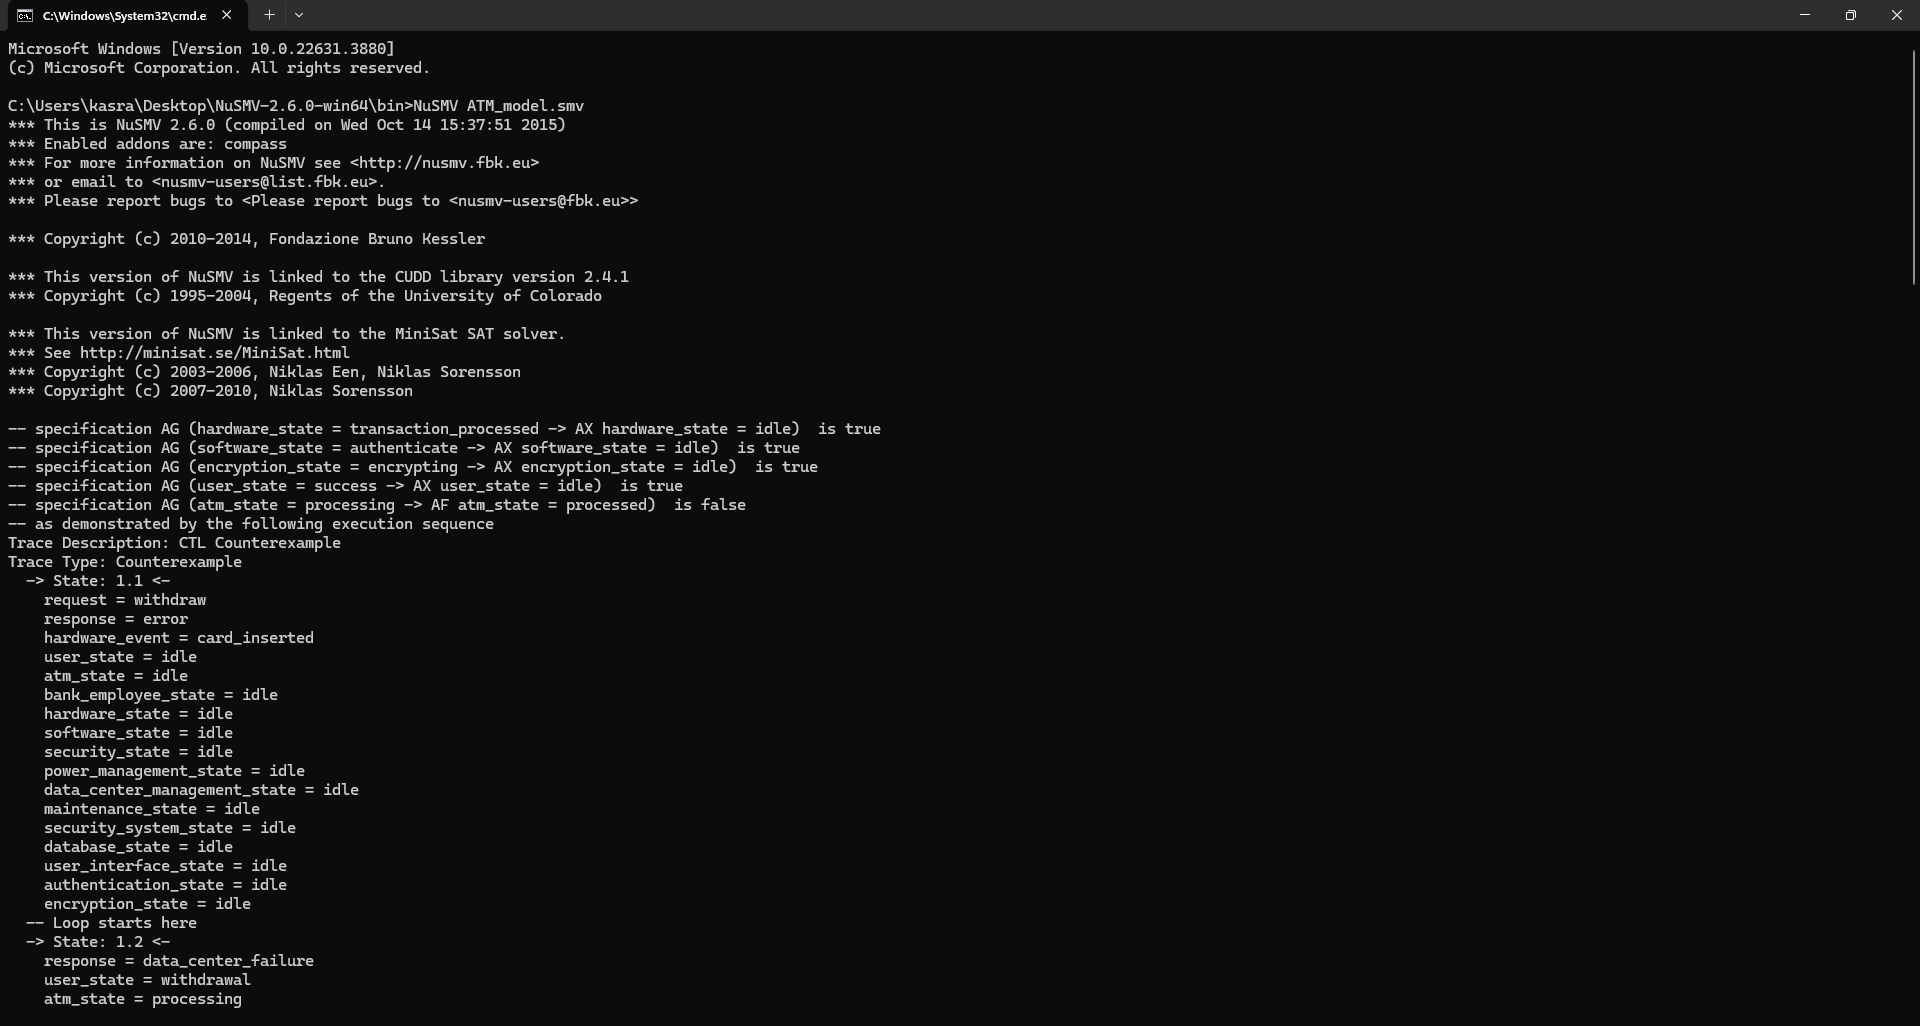 C:\Windows\System32\cmd.e
Microsoft Windows [Version 10.0.22631.3880]
(c) Microsoft Corporation. All rights reserved.
C:\Users\kasra\Desktop\NuSMV-2.6.0-win64\bin>NuSMV ATM_model.smv
*** This is NuSMV 2.6.0 (compiled on Wed Oct 14 15:37:51 2015)
*** Enabled addons are: compass
*** For more information on NuSMV see <http://nusmv.fbk.eu>
*** or email to <nusmv-users@list.fbk.eu>.
*** Please report bugs to <Please report bugs to <nusmv-users@fbk.eu>>
*** Copyright (c) 2010-2014, Fondazione Bruno Kessler
*** This version of NuSMV is linked to the CUDD library version 2.4.1
*** Copyright (c) 1995-2004, Regents of the University of Colorado
*** This version of NuSMV is linked to the MiniSat SAT solver.
*** See http://minisat.se/MiniSat.html
*** Copyright (c) 2003-2006, Niklas Een, Niklas Sorensson
*** Copyright (c) 2007-2010, Niklas Sorensson
-- specification AG (hardware_state = transaction_processed -> AX hardware_state = idle)  is true
-- specification AG (software_state = authenticate -> AX software_state = idle)  is true
-- specification AG (encryption_state = encrypting -> AX encryption_state = idle)  is true
-- specification AG (user_state = success -> AX user_state = idle)  is true
-- specification AG (atm_state = processing -> AF atm_state = processed)  is false
-- as demonstrated by the following execution sequence
Trace Description: CTL Counterexample
Trace Type: Counterexample
  -> State: 1.1 <-
    request = withdraw
    response = error
    hardware_event = card_inserted
    user_state = idle
    atm_state = idle
    bank_employee_state = idle
    hardware_state = idle
    software_state = idle
    security_state = idle
    power_management_state = idle
    data_center_management_state = idle
    maintenance_state = idle
    security_system_state = idle
    database_state = idle
    user_interface_state = idle
    authentication_state = idle
    encryption_state = idle
  -- Loop starts here
  -> State: 1.2 <-
    response = data_center_failure
    user_state = withdrawal
    atm_state = processing